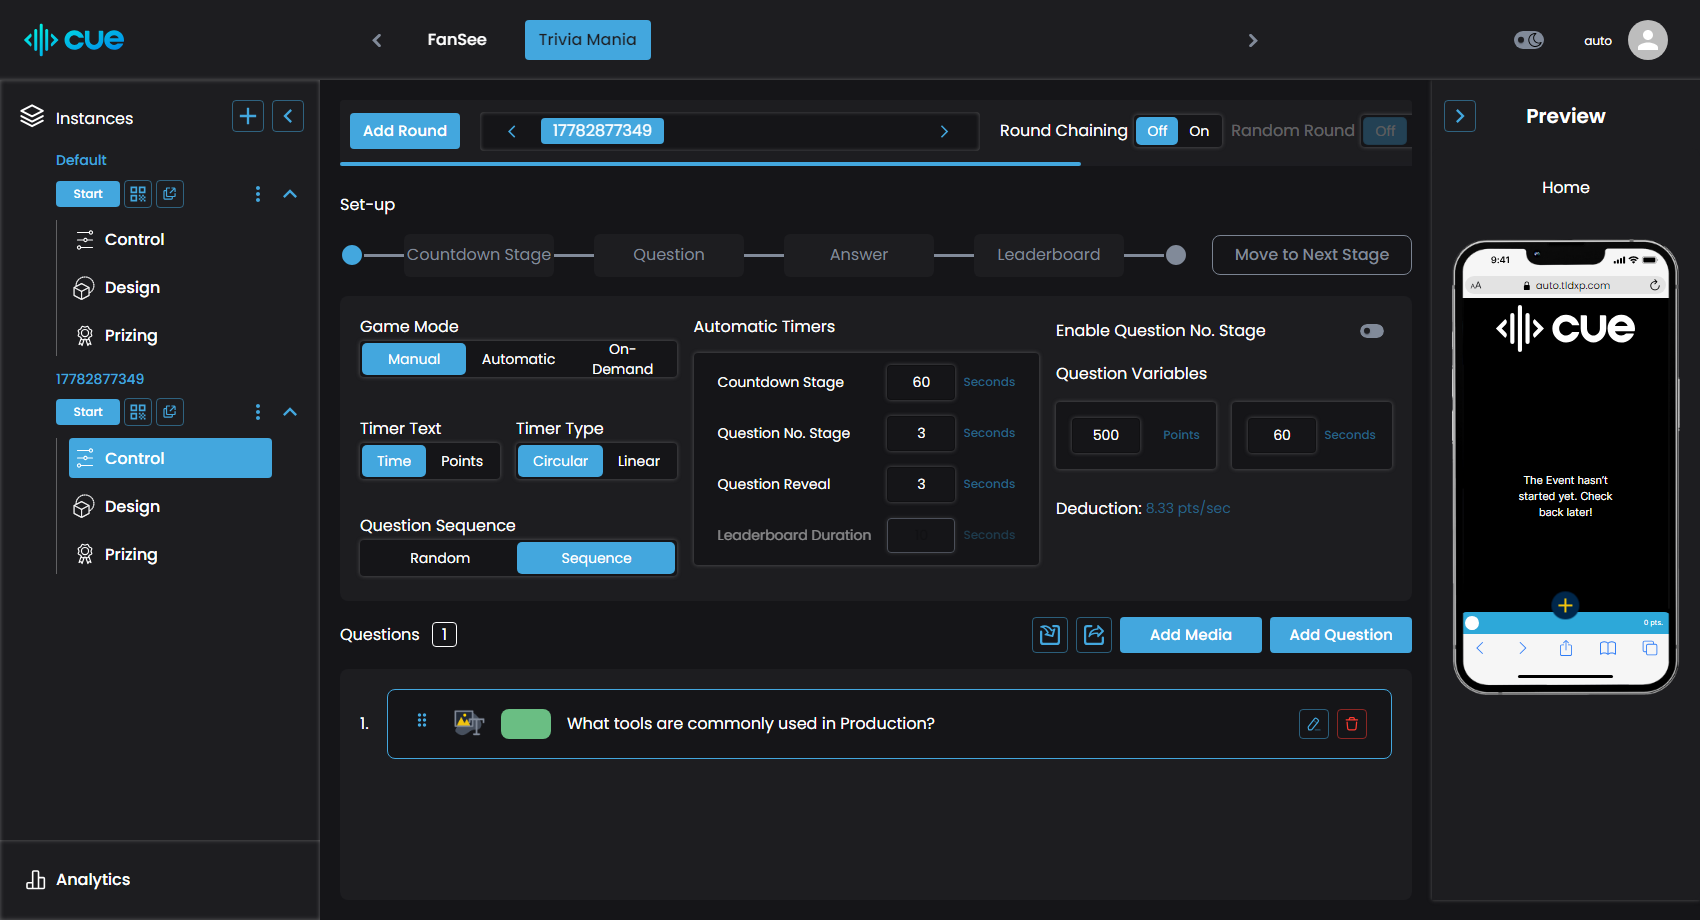 cue
FanSee
Trivia Mania
auto
Instances
Default
Start
Control
Design
Prizing
17782877349
Start
Control
Design
Prizing
Analytics
Add Round
17782877349
Round Chaining
Off
On
Random Round
Off
Set-up
Countdown Stage
Question
Answer
Leaderboard
Move to Next Stage
Game Mode
Manual
Automatic
On-
Demand
Timer Text
Time
Points
Timer Type
Circular
Linear
Question Sequence
Random
Sequence
Automatic Timers
Countdown Stage
60
Seconds
Question No. Stage
3
Seconds
Question Reveal
3
Seconds
Leaderboard Duration
Seconds
Enable Question No. Stage
Question Variables
500
Points
60
Seconds
Deduction: 8.33 pts/sec
Questions
1
Add Media
Add Question
1.
What tools are commonly used in Production?
Preview
Home
9:41
AA
auto.tldxp.com
cue
The Event hasn't
started yet. Check
back later!
0 pts.